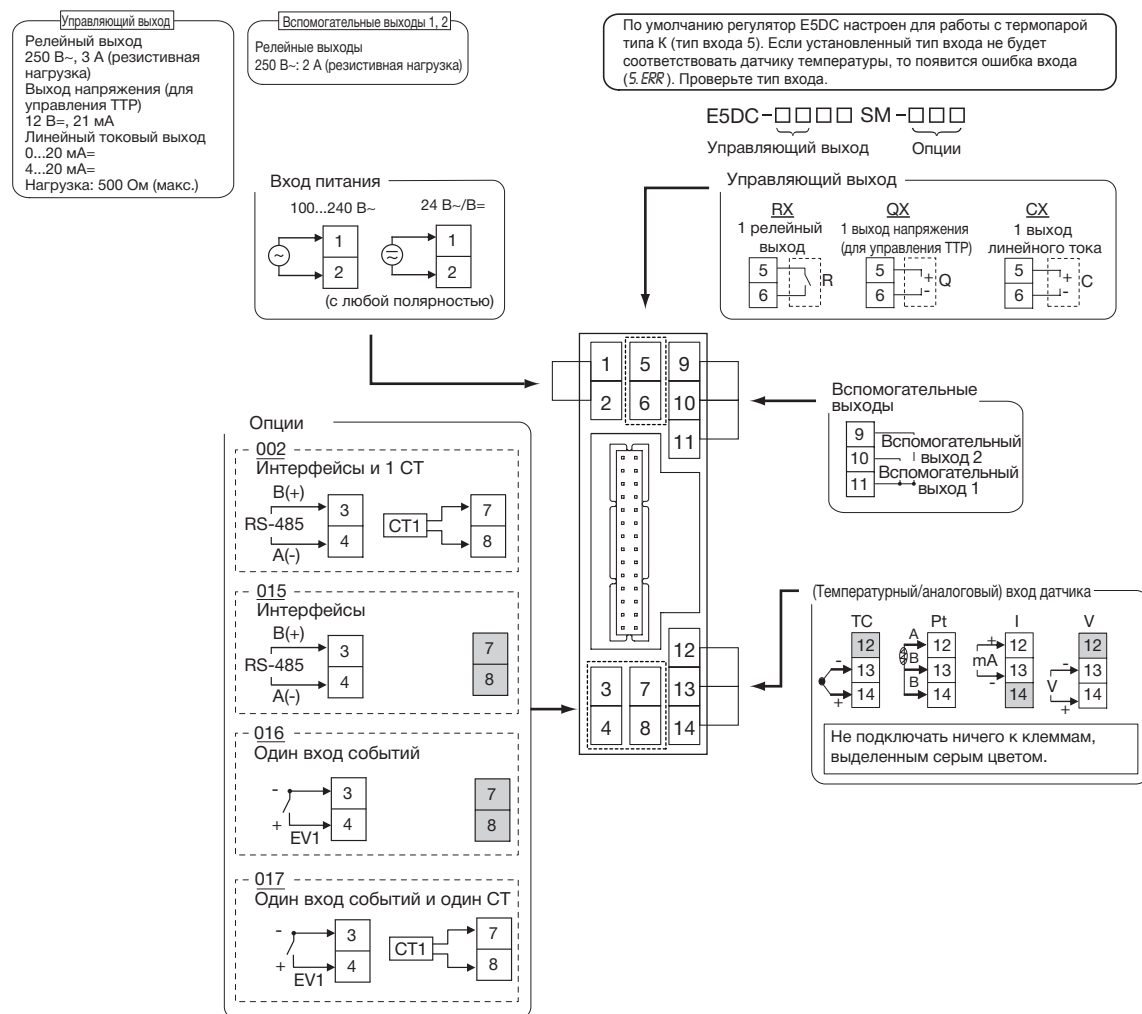 Управляющий выход
Релейный выход
250 В~, 3 А (резистивная
нагрузка)
Выход напряжения (для
управления ТТР)
12 В=, 21 мА
Линейный токовый выход
0...20 мА=
4...20 мА=
Нагрузка: 500 Ом (макс.)
Вспомогательные выходы 1, 2
Релейные выходы
250 В~: 2 А (резистивная нагрузка)
По умолчанию регулятор E5DC настроен для работы с термопарой
типа К (тип входа 5). Если установленный тип входа не будет
соответствовать датчику температуры, то появится ошибка входа
(S.ERR). Проверьте тип входа.
E5DC-□□□□ SM-□□□
Управляющий выход
Опции
Вход питания
100...240 В~
24 В~/В=
1
2
1
2
(с любой полярностью)
Управляющий выход
RX
1 релейный
выход
5
6
R
QX
1 выход напряжения
(для управления ТТР)
5
6
+
-
Q
CX
1 выход
линейного тока
5
6
+
-
C
1
2
5
6
9
10
11
Вспомогательные
выходы
9
10
11
Вспомогательный
выход 2
Вспомогательный
выход 1
Опции
002
Интерфейсы и 1 СТ
B(+)
RS-485
A(-)
3
4
CT1
7
8
015
Интерфейсы
B(+)
RS-485
A(-)
3
4
7
8
016
Один вход событий
-
+
EV1
3
4
7
8
017
Один вход событий и один СТ
-
+
EV1
3
4
CT1
7
8
3
4
7
8
12
13
14
(Температурный/аналоговый) вход датчика
TC
12
13
14
-
+
Pt
A
B
B
12
13
14
I
+
mA
-
12
13
14
V
-
V
+
12
13
14
Не подключать ничего к клеммам,
выделенным серым цветом.